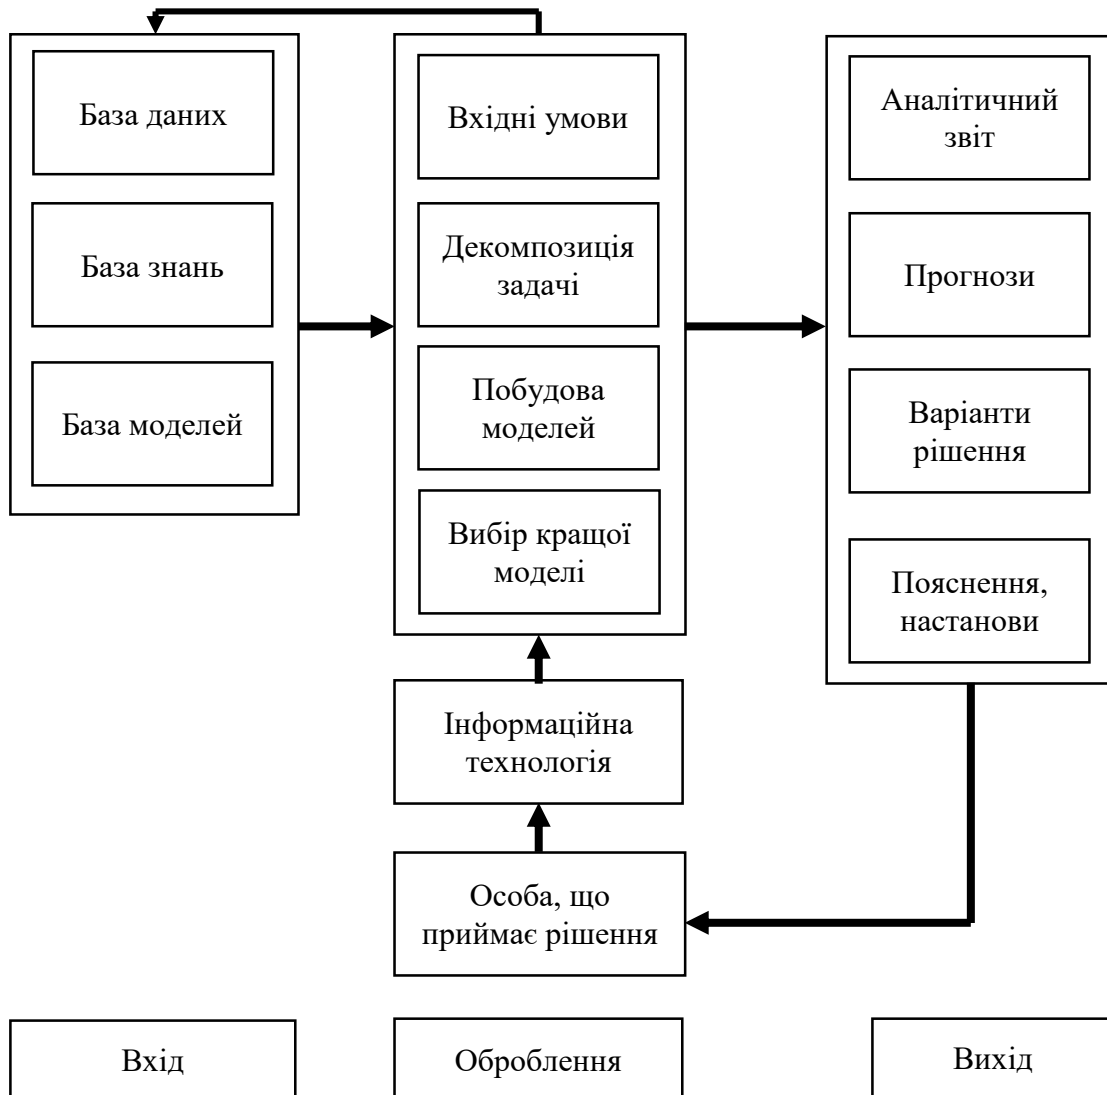 База даних
База знань
База моделей
Вхідні умови
Декомпозиція
задачі
Побудова
моделей
Вибір кращої
моделі
Аналітичний
звіт
Прогнози
Варіанти
рішення
Пояснення,
настанови
Інформаційна
технологія
Особа, що
приймає рішення
Вхід
Оброблення
Вихід